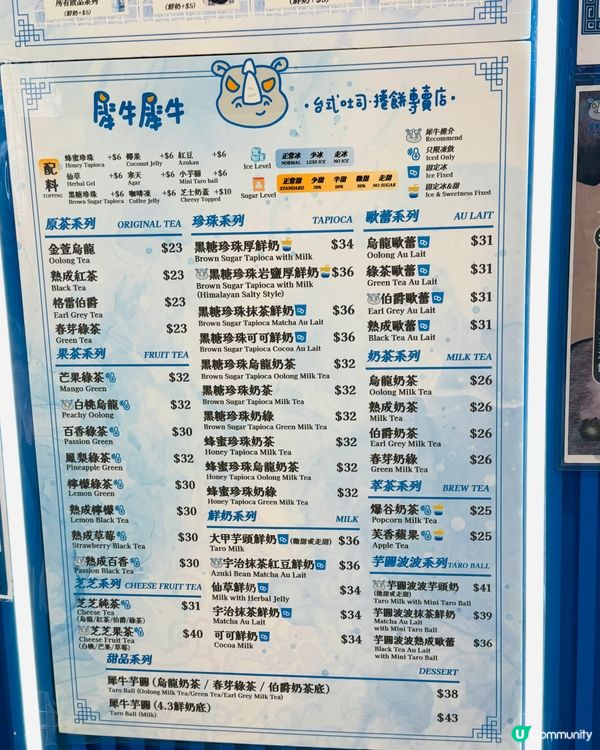 所有飲品系列
(鮮奶+$5)
(鮮奶+$5)
犀牛犀牛
·台式吐司·捲餅專賣店·
配料
TOPPING
蜂蜜珍珠 +$6 椰果 +$6 紅豆 +$6
Honey Tapioca Coconut Jelly Azukan
仙草 +$6 寒天 +$6 小芋圓 +$6
Herbal Gel Agar Mini Taro ball
黑糖珍珠 +$6 咖啡凍 +$6 芝士奶蓋 +$10
Brown Sugar Tapioca Coffee Jelly Cheesy Topped
Ice Level
正常冰 少冰 走冰
NORMAL LESS ICE NO ICE
Sugar Level
正常甜 少甜 半甜 微甜 走甜
STANDARD 70% 50% 30% NO SUGAR
犀牛推介
Recommend
只限凍飲
Iced Only
固定冰
Ice Fixed
固定冰&甜
Ice & Sweetness Fixed
原茶系列 ORIGINAL TEA
金萱烏龍 $23
Oolong Tea
熟成紅茶 $23
Black Tea
格雷伯爵 $23
Earl Grey Tea
春芽綠茶 $23
Green Tea
果茶系列 FRUIT TEA
芒果綠茶 $32
Mango Green
白桃烏龍 $32
Peachy Oolong
百香綠茶 $30
Passion Green
鳳梨綠茶 $32
Pineapple Green
檸檬綠茶 $30
Lemon Green
熟成檸檬 $30
Lemon Black Tea
熟成草莓 $30
Strawberry Black Tea
熟成百香 $30
Passion Black Tea
芝芝系列 CHEESE FRUIT TEA
芝芝純茶 $31
Cheese Tea
(烏龍/紅茶/伯爵/綠茶)
芝芝果茶 $40
Cheese Fruit Tea
(白桃/芒果/草莓)
珍珠系列 TAPIOCA
黑糖珍珠厚鮮奶 $34
Brown Sugar Tapioca with Milk
黑糖珍珠岩鹽厚鮮奶 $36
Brown Sugar Tapioca with Milk
(Himalayan Salty Style)
黑糖珍珠抹茶鮮奶 $36
Brown Sugar Tapioca Matcha Au Lait
黑糖珍珠可可鮮奶 $36
Brown Sugar Tapioca Cocoa Au Lait
黑糖珍珠烏龍奶茶 $32
Brown Sugar Tapioca Oolong Milk Tea
黑糖珍珠奶茶 $32
Brown Sugar Tapioca Milk Tea
黑糖珍珠奶綠 $32
Brown Sugar Tapioca Green Milk Tea
蜂蜜珍珠奶茶 $32
Honey Tapioca Milk Tea
蜂蜜珍珠烏龍奶茶 $32
Honey Tapioca Oolong Milk Tea
蜂蜜珍珠奶綠 $32
Honey Tapioca Green Milk Tea
鮮奶系列 MILK
大甲芋頭鮮奶 (微甜或走甜) $36
Taro Milk
宇治抹茶紅豆鮮奶 $36
Azuki Bean Matcha Au Lait
仙草鮮奶 $34
Milk with Herbal Jelly
宇治抹茶鮮奶 $34
Matcha Au Lait
可可鮮奶 $34
Cocoa Milk
歐蕾系列 AU LAIT
烏龍歐蕾 $31
Oolong Au Lait
綠茶歐蕾 $31
Green Tea Au Lait
伯爵歐蕾 $31
Earl Grey Au Lait
熟成歐蕾 $31
Black Tea Au Lait
奶茶系列 MILK TEA
烏龍奶茶 $26
Oolong Milk Tea
熟成奶茶 $26
Milk Tea
伯爵奶茶 $26
Earl Grey Milk Tea
春芽奶綠 $26
Green Milk Tea
萃茶系列 BREW TEA
爆谷奶茶 $25
Popcorn Milk Tea
芙香蘋果 $25
Apple Tea
芋圓波波系列 TARO BALL
芋圓波波芋頭奶 $41
(微甜或走甜)
Taro Milk with Mini Taro Ball
芋圓波波抹茶鮮奶 $39
Matcha Au Lait
with Mini Taro Ball
芋圓波波熟成歐蕾 $36
Black Tea Au Lait
with Mini Taro Ball
甜品系列 DESSERT
犀牛芋圓 (烏龍奶茶 / 春芽綠茶 / 伯爵奶茶底) $38
Taro Ball (Oolong Milk Tea/Green Tea/Earl Grey Milk Tea)
犀牛芋圓 (4.3鮮奶底) $43
Taro Ball (Milk)
U Community